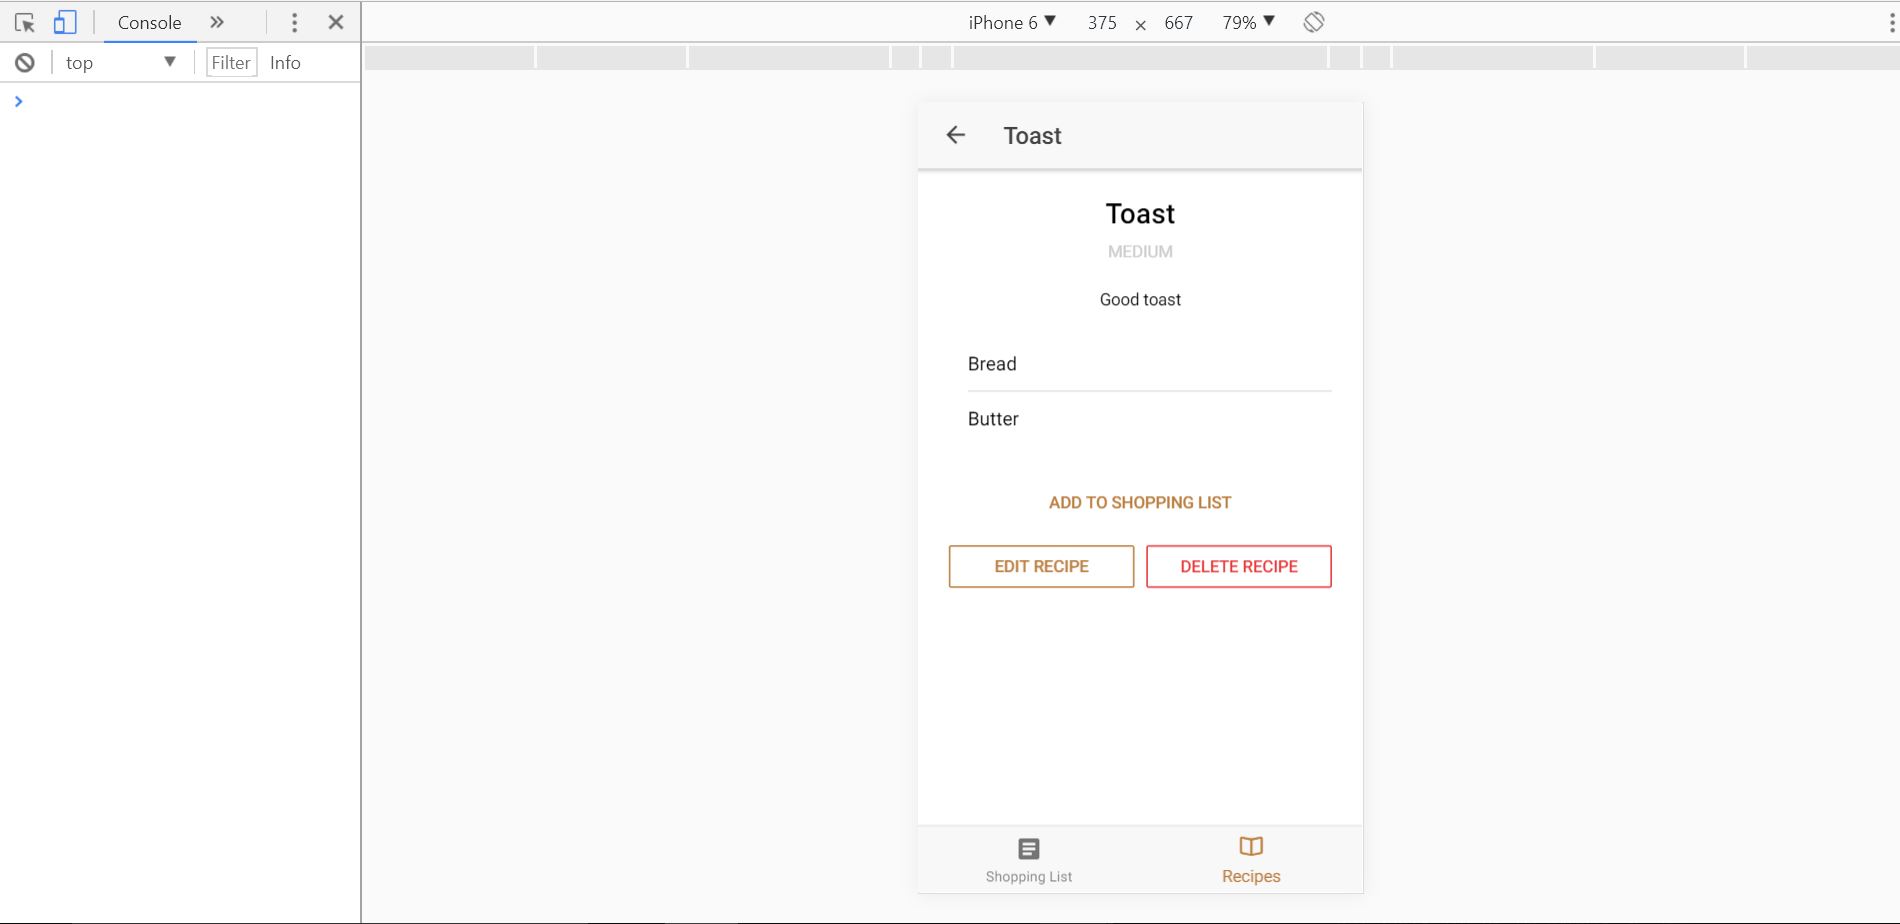 Console
iPhone 6 375 × 667 79%
top Filter Info
Toast
Toast
MEDIUM
Good toast
Bread
Butter
ADD TO SHOPPING LIST
EDIT RECIPE DELETE RECIPE
Shopping List Recipes